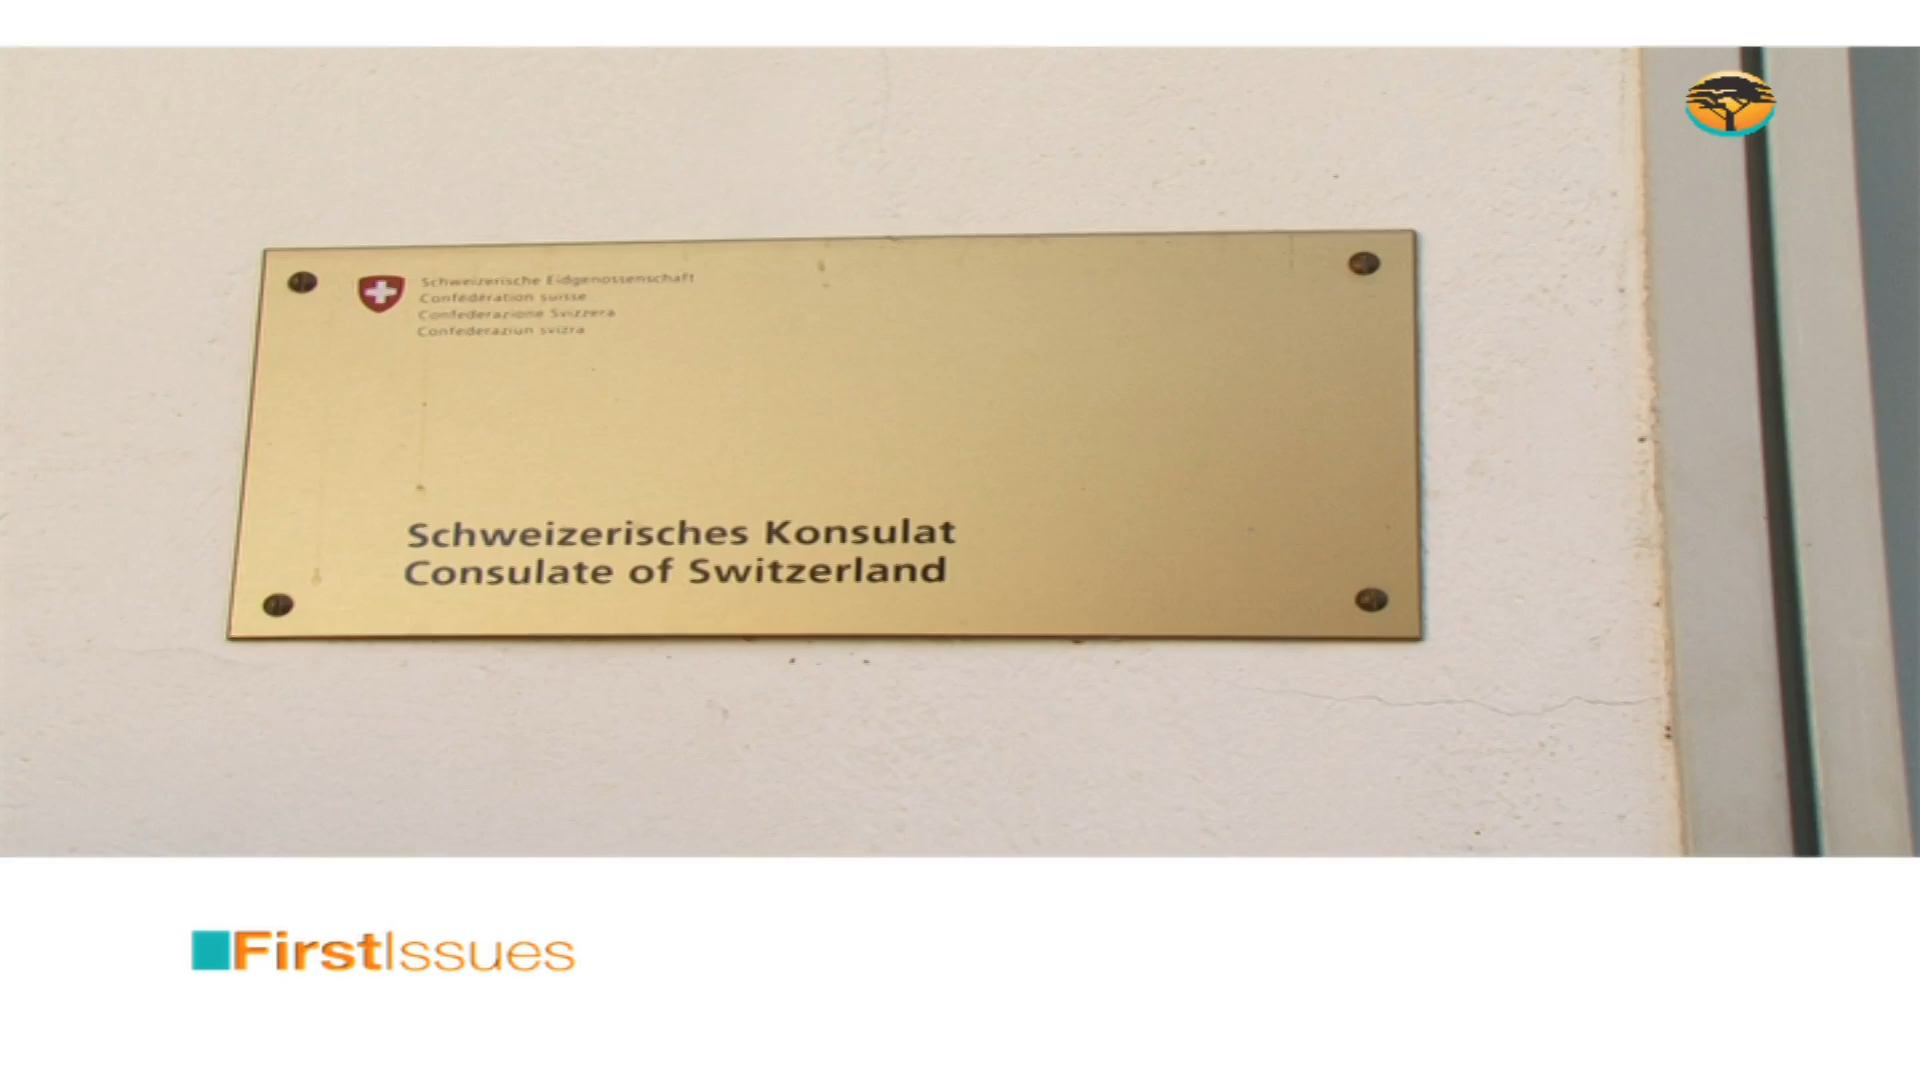 Schweizerische Eidgenossenschaft
Confédération suisse
Confederazione Svizzera
Confederaziun svizra
Schweizerisches Konsulat
Consulate of Switzerland
FirstIssues